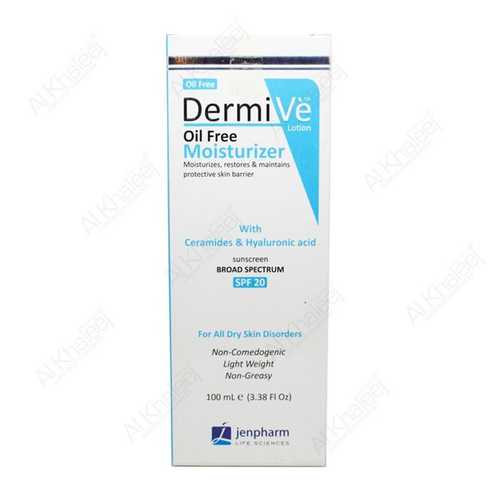 Oil Free
DermiVe™
Lotion
Oil Free
Moisturizer
Moisturizes, restores & maintains
protective skin barrier
With
Ceramides & Hyaluronic acid
sunscreen
BROAD SPECTRUM
SPF 20
For All Dry Skin Disorders
Non-Comedogenic
Light Weight
Non-Greasy
100 mL e (3.38 Fl Oz)
jenpharm
LIFE SCIENCES
ALKhaleej